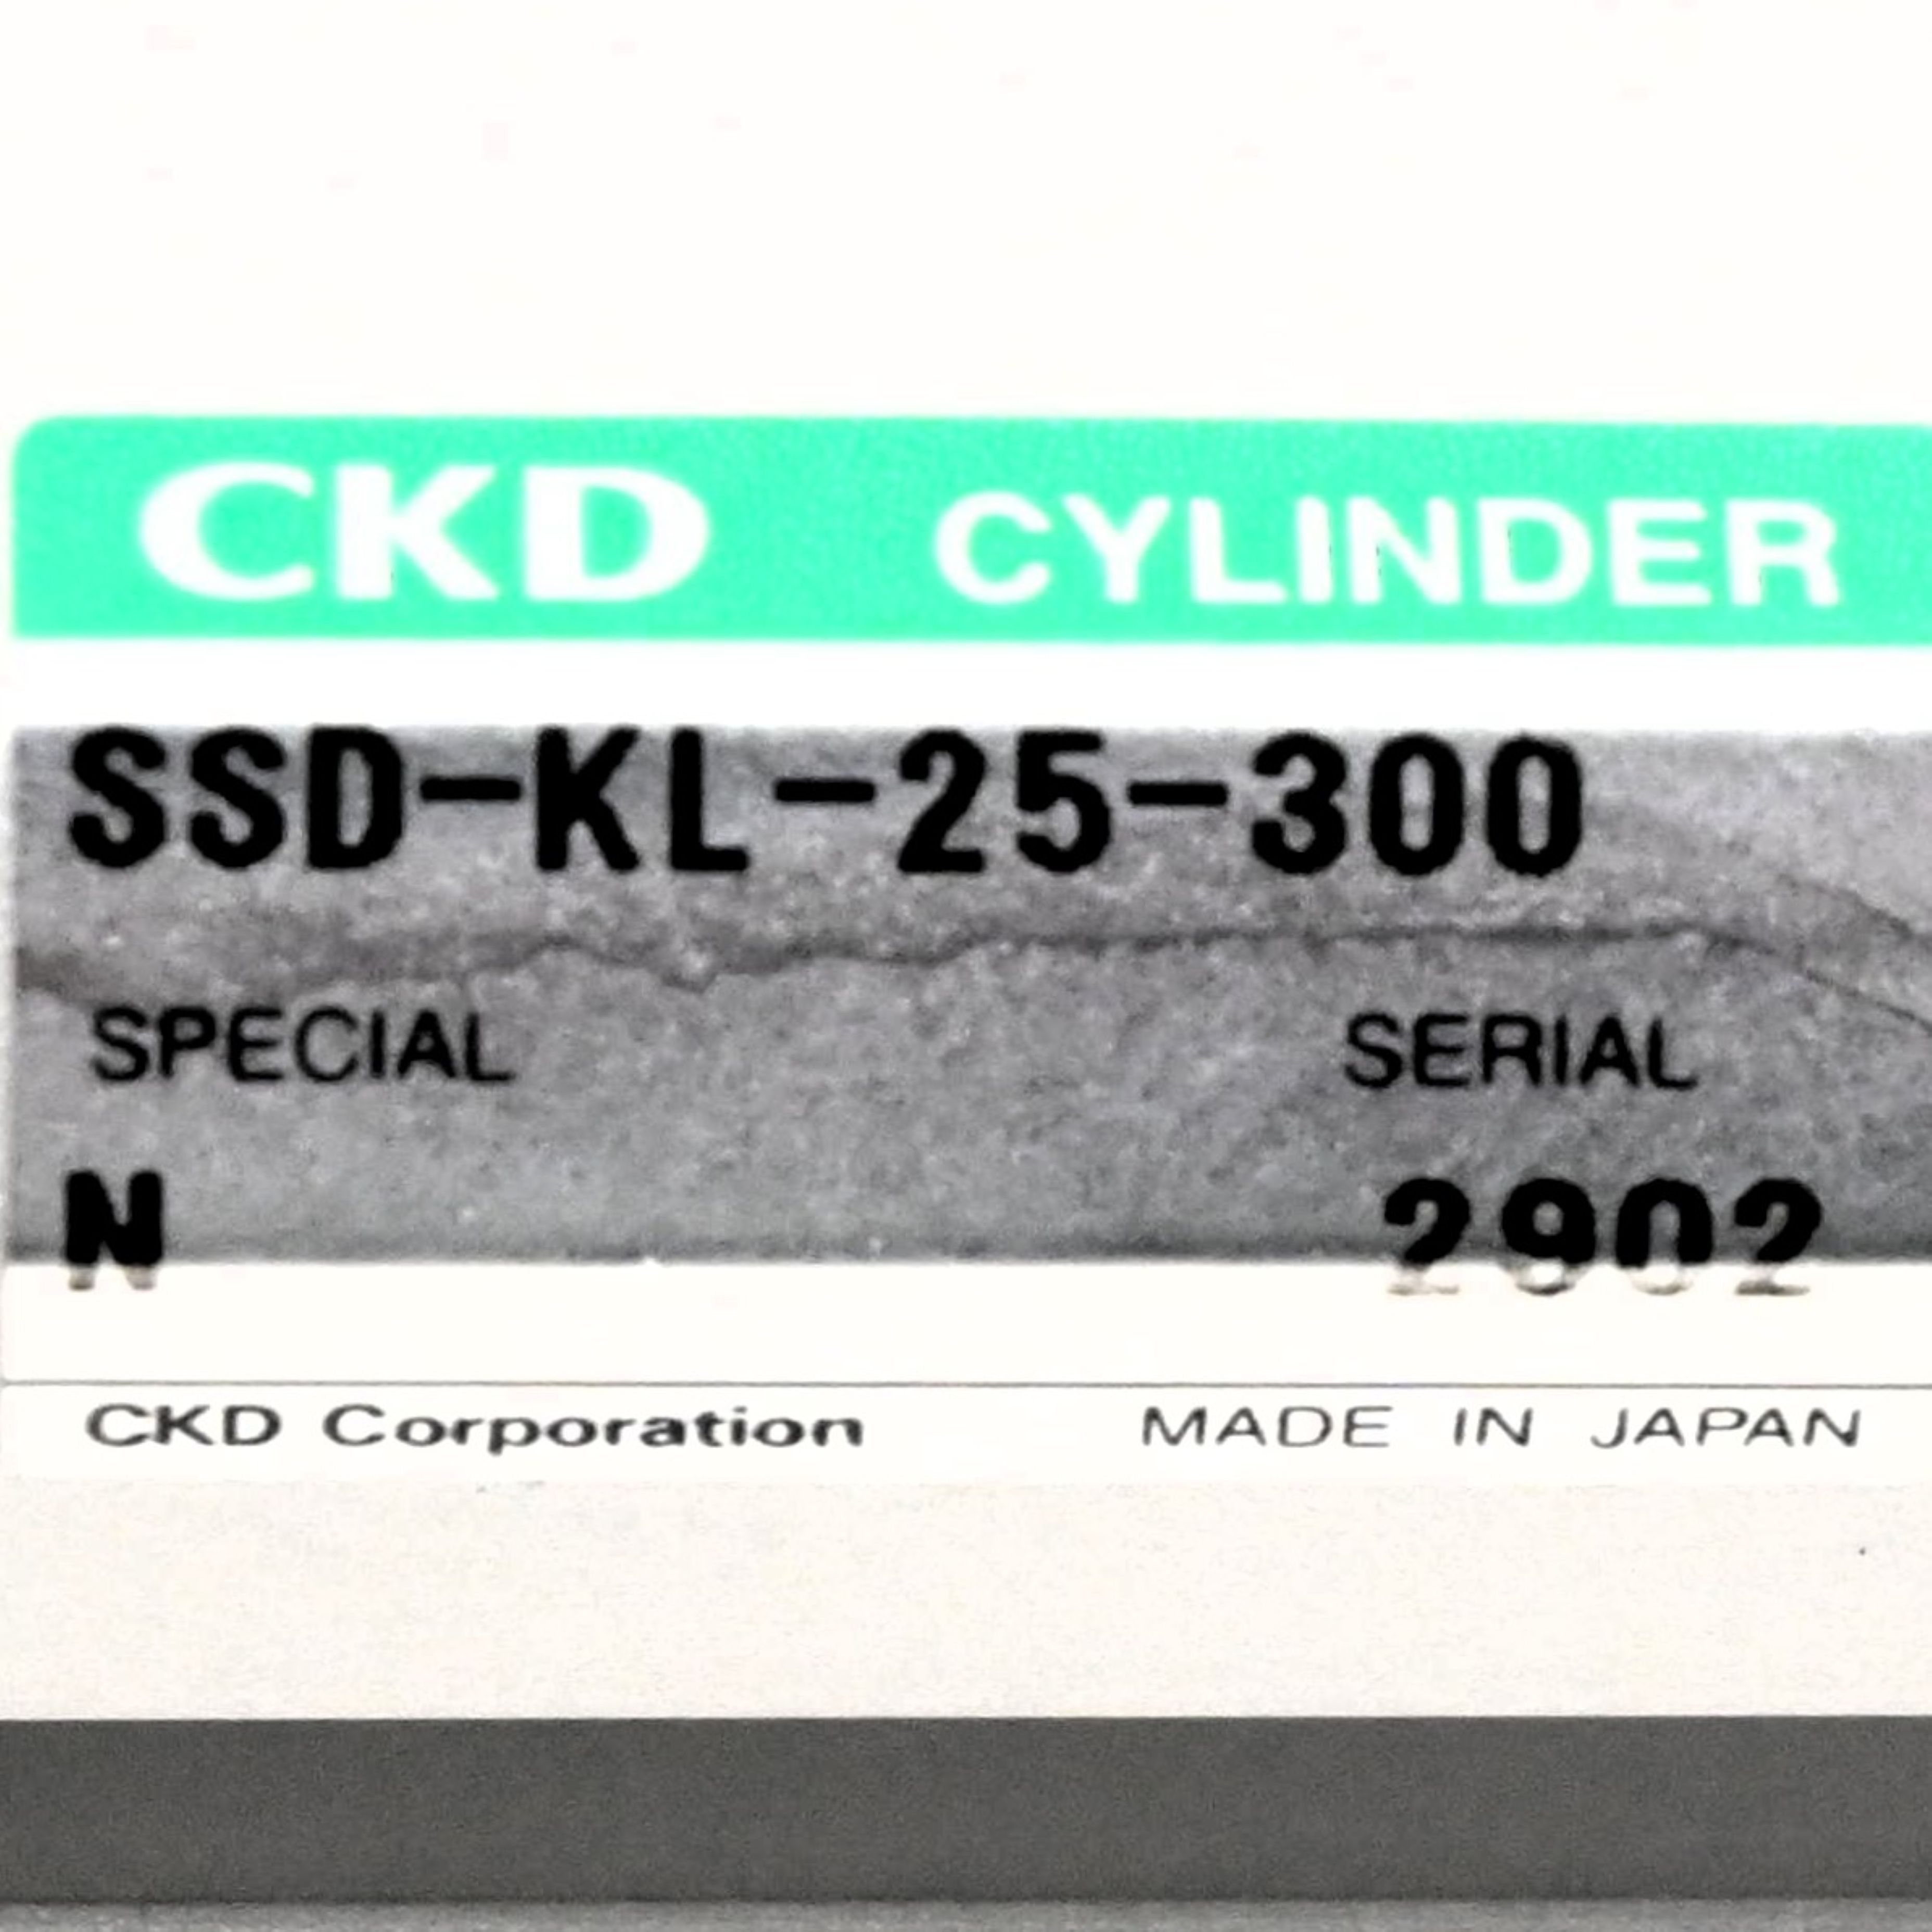 CKD CYLINDER
SSD-KL-25-300
SPECIAL SERIAL
N 2902
CKD Corporation MADE IN JAPAN